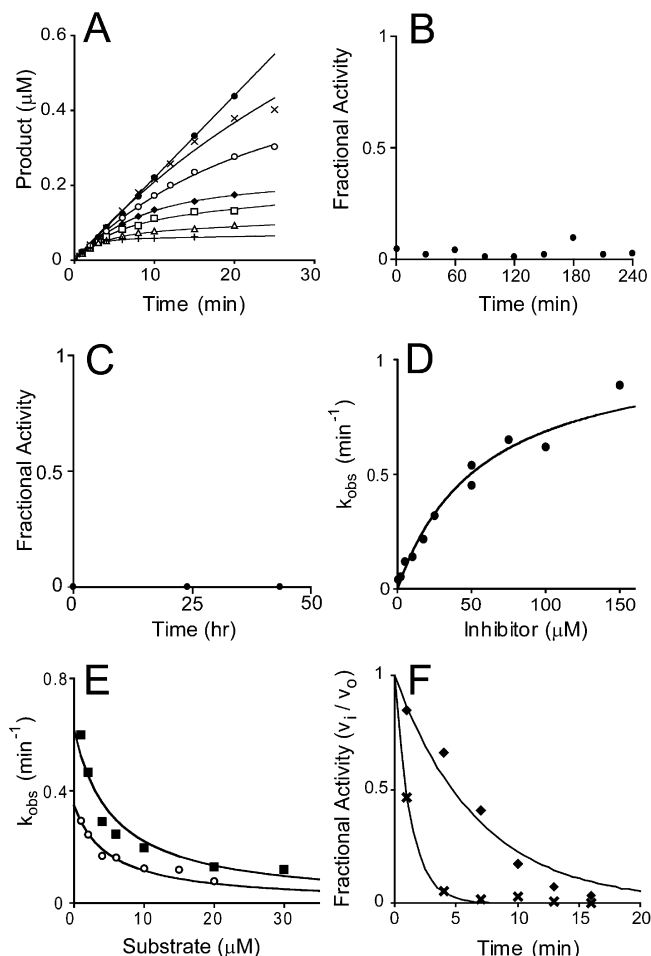 A
Product (μM)
0.6
0.4
0.2
0
0
10
20
30
Time (min)
B
Fractional Activity
1
0.5
0
0
60
120
180
240
Time (min)
C
Fractional Activity
1
0.5
0
0
25
50
Time (hr)
D
kobs (min-1)
1
0.5
0
0
50
100
150
Inhibitor (μM)
E
kobs (min-1)
0.8
0.4
0
0
10
20
30
Substrate (μM)
F
Fractional Activity (vi / vo)
1
0.5
0
0
5
10
15
20
Time (min)